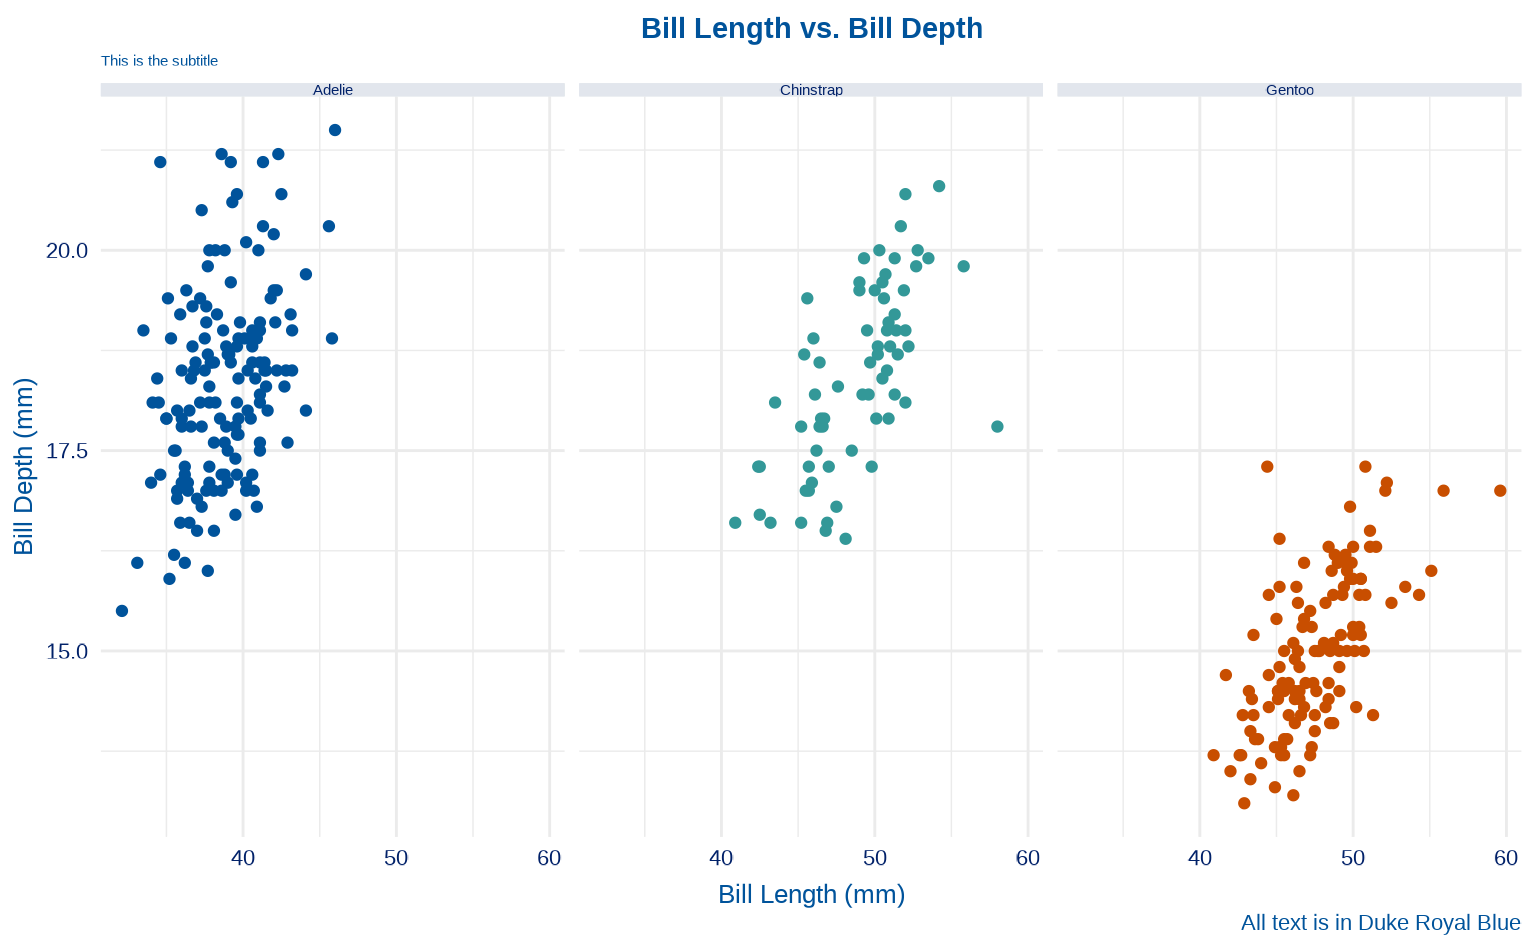 Bill Length vs. Bill Depth
This is the subtitle
Adelie Chinstrap Gentoo
Bill Depth (mm)
20.0
17.5
15.0
40 50 60 40 50 60 40 50 60
Bill Length (mm)
All text is in Duke Royal Blue